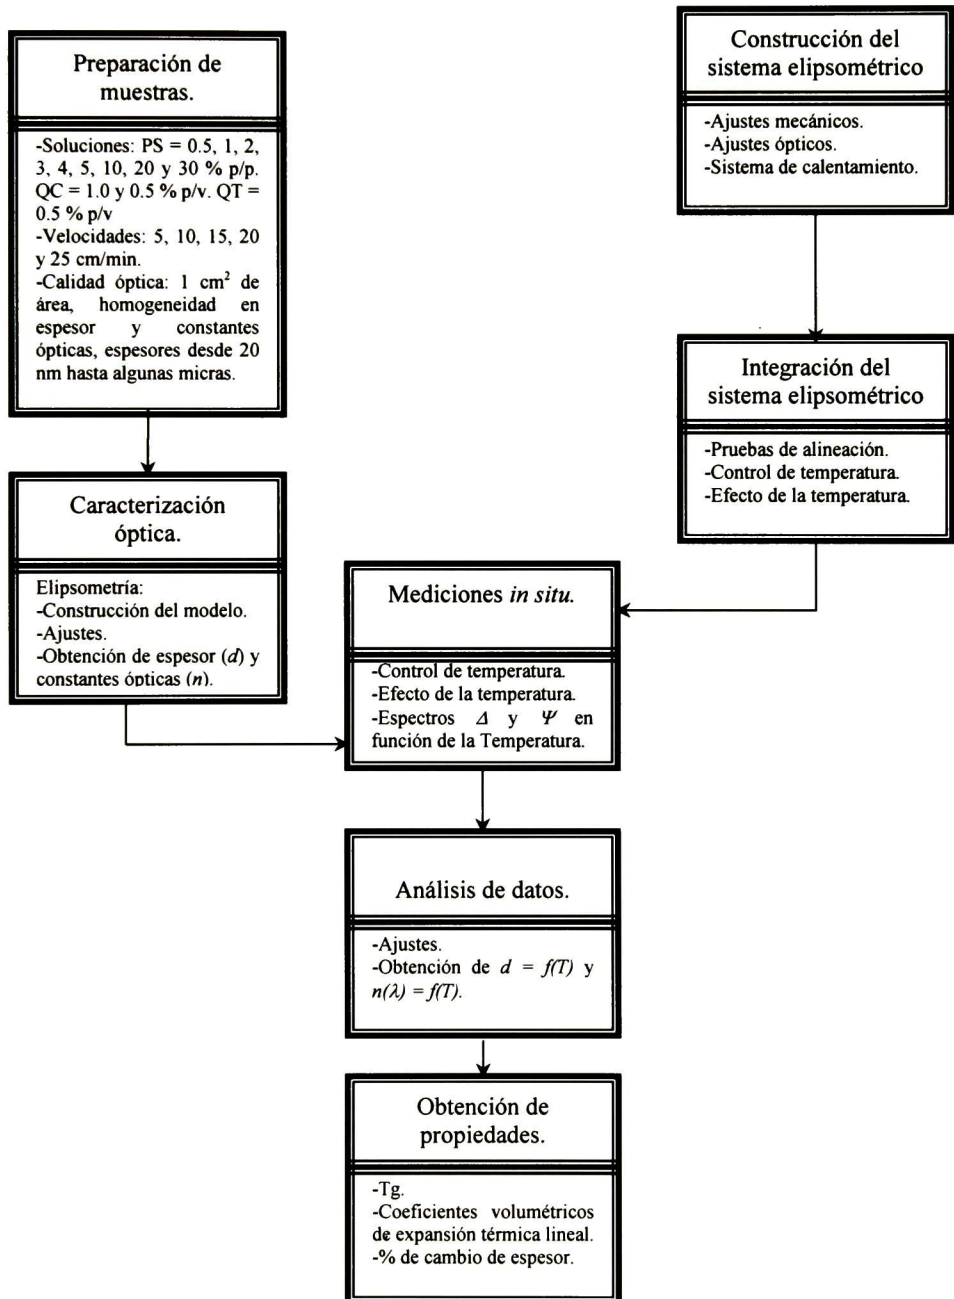 Preparación de
muestras.
-Soluciones: PS = 0.5, 1, 2,
3, 4, 5, 10, 20 y 30 % p/p.
QC = 1.0 y 0.5 % p/v. QT =
0.5 % p/v
-Velocidades: 5, 10, 15, 20
y 25 cm/min.
-Calidad óptica: 1 cm² de
área, homogeneidad en
espesor y constantes
ópticas, espesores desde 20
nm hasta algunas micras.
Caracterización
óptica.
Elipsometría:
-Construcción del modelo.
-Ajustes.
-Obtención de espesor (d) y
constantes ópticas (n).
Construcción del
sistema elipsométrico
-Ajustes mecánicos.
-Ajustes ópticos.
-Sistema de calentamiento.
Integración del
sistema elipsométrico
-Pruebas de alineación.
-Control de temperatura.
-Efecto de la temperatura.
Mediciones in situ.
-Control de temperatura.
-Efecto de la temperatura.
-Espectros Δ y Ψ en
función de la Temperatura.
Análisis de datos.
-Ajustes.
-Obtención de d = f(T) y
n(λ) = f(T).
Obtención de
propiedades.
-Tg.
-Coeficientes volumétricos
de expansión térmica lineal.
-% de cambio de espesor.